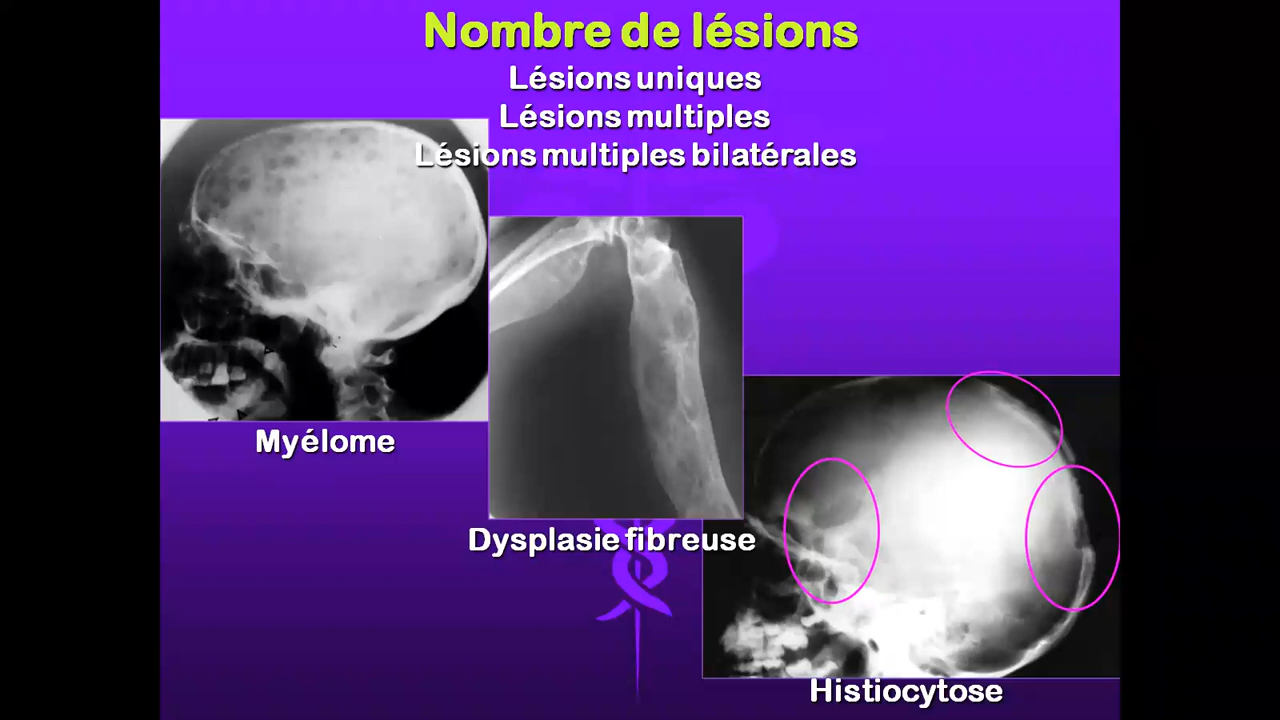 Nombre de lésions
Lésions uniques
Lésions multiples
Lésions multiples bilatérales
Myélome
Dysplasie fibreuse
Histiocytose